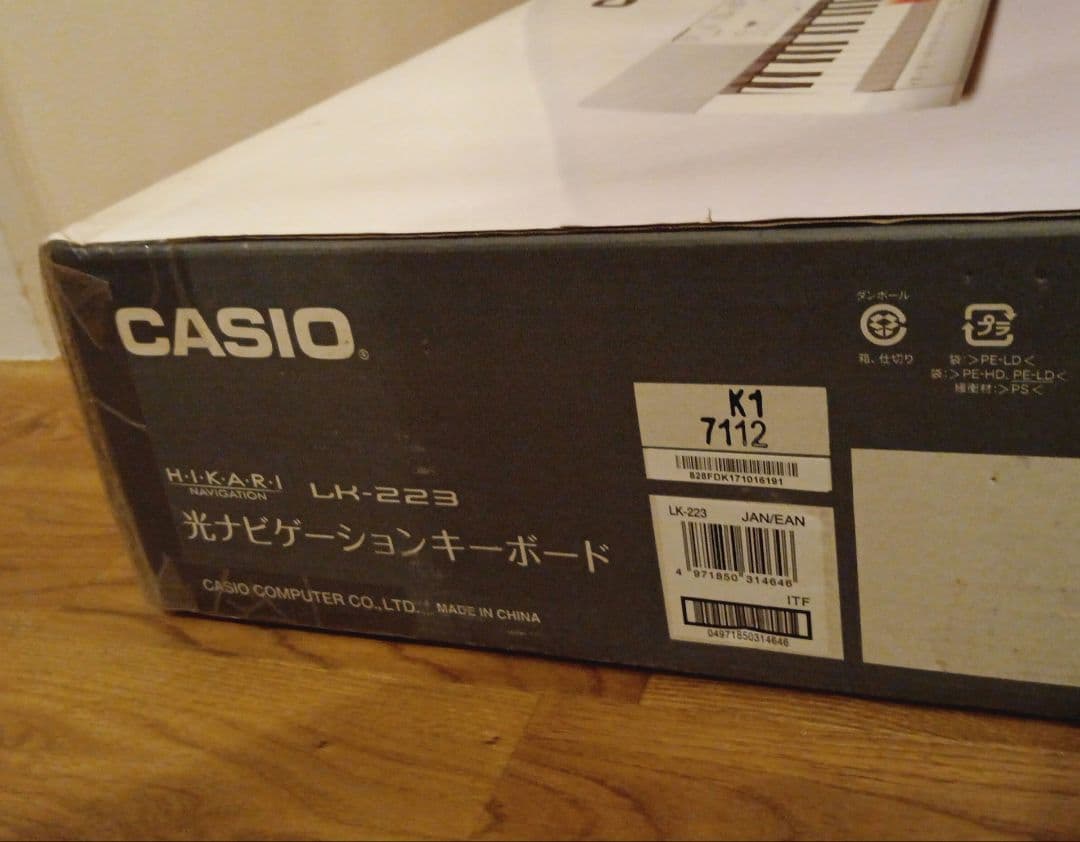 CASIO®
H·I·K·A·R·I
NAVIGATION
LK-223
光ナビゲーションキーボード
CASIO COMPUTER CO.,LTD. MADE IN CHINA
K1
7112
828FDK171016191
LK-223 JAN/EAN
4 971850 314646
ITF
04971850314646
ダンボール
箱、仕切り
プラ
袋:>PE-LD<
袋:>PE-HD, PE-LD<
緩衝材:>PS<